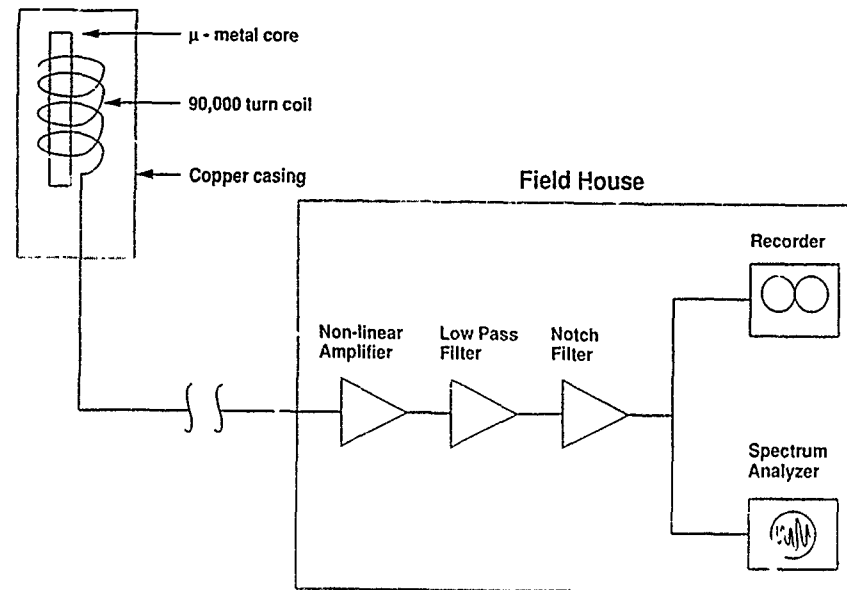 μ - metal core
90,000 turn coil
Copper casing
Field House
Recorder
Non-linear
Amplifier
Low Pass
Filter
Notch
Filter
Spectrum
Analyzer